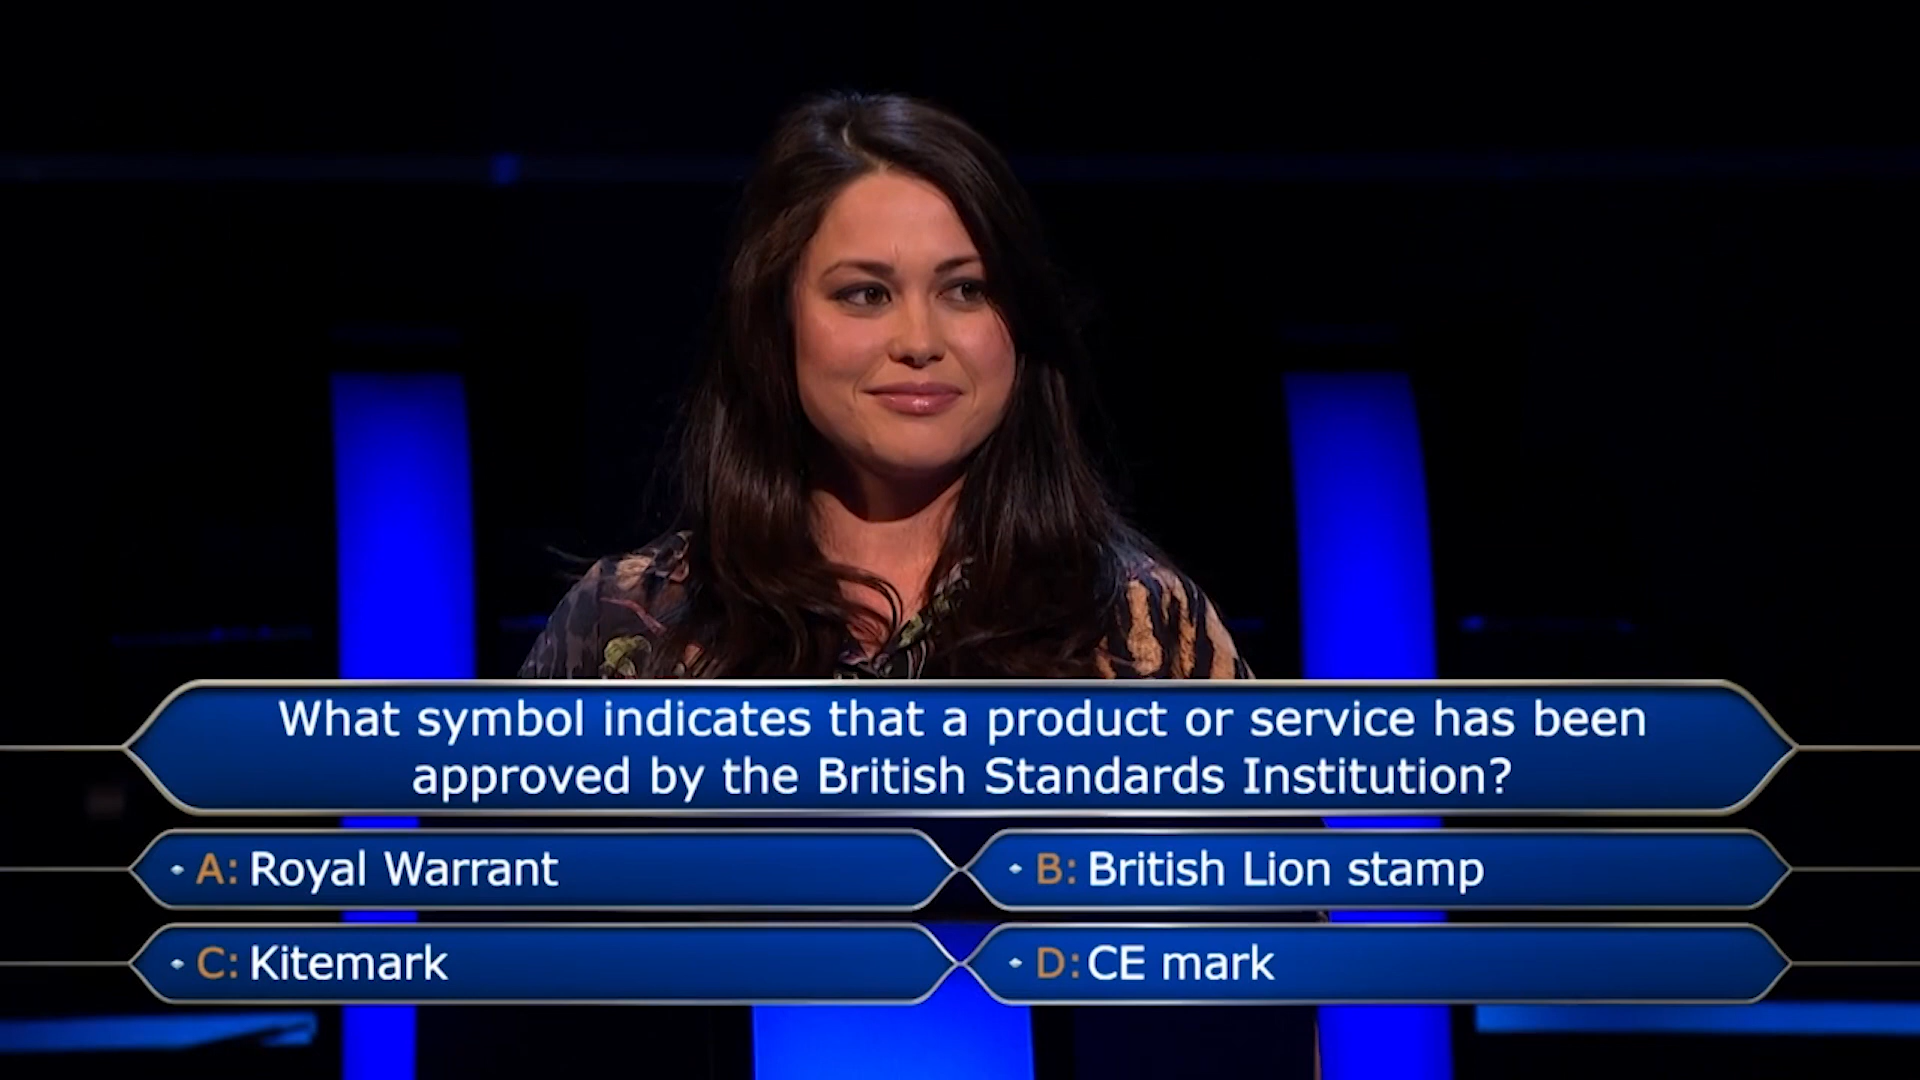 What symbol indicates that a product or service has been
approved by the British Standards Institution?
A: Royal Warrant
B: British Lion stamp
C: Kitemark
D: CE mark